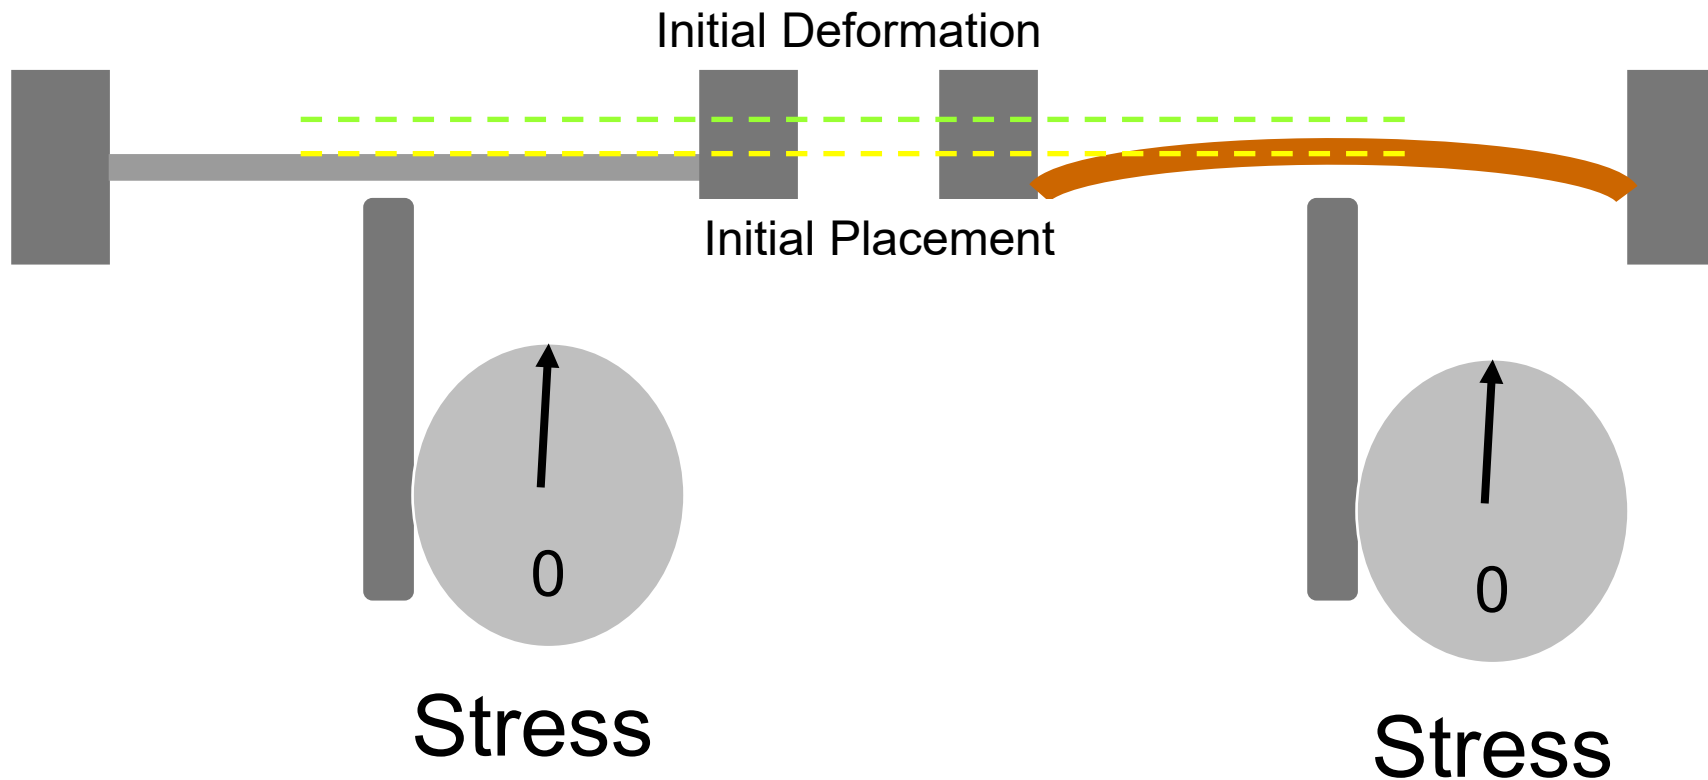 Initial Deformation
Initial Placement
0
0
Stress
Stress